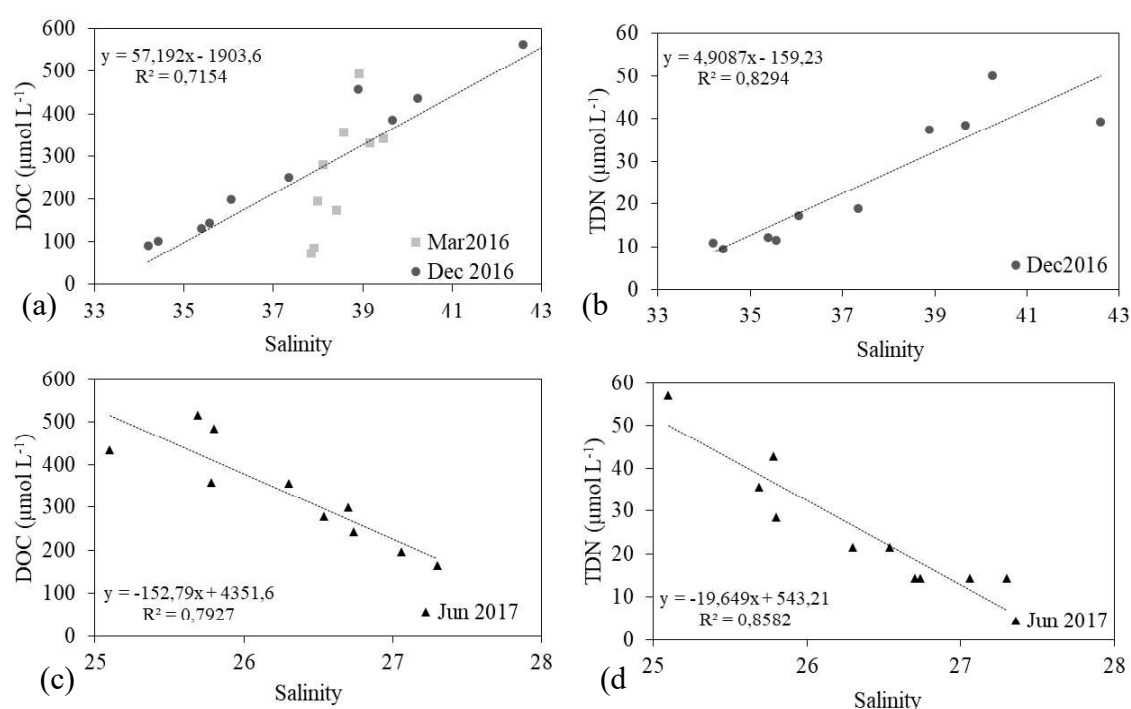 y = 57,192x - 1903,6
R² = 0,7154
DOC (µmol L⁻¹)
600
500
400
300
200
100
0
Mar2016
Dec 2016
33 35 37 39 41 43
Salinity
(a)
y = 4,9087x - 159,23
R² = 0,8294
TDN (µmol L⁻¹)
60
50
40
30
20
10
0
Dec2016
33 35 37 39 41 43
Salinity
(b)
DOC (µmol L⁻¹)
600
500
400
300
200
100
0
y = -152,79x + 4351,6
R² = 0,7927
Jun 2017
25 26 27 28
Salinity
(c)
TDN (µmol L⁻¹)
60
50
40
30
20
10
0
y = -19,649x + 543,21
R² = 0,8582
Jun 2017
25 26 27 28
Salinity
(d